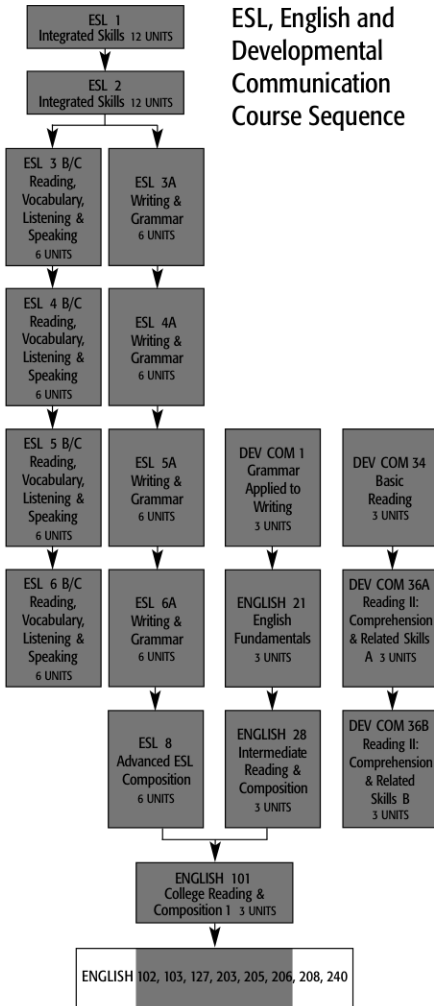 ESL, English and
Developmental
Communication
Course Sequence
ESL 1
Integrated Skills 12 UNITS
ESL 2
Integrated Skills 12 UNITS
ESL 3 B/C
Reading,
Vocabulary,
Listening &
Speaking
6 UNITS
ESL 3A
Writing &
Grammar
6 UNITS
ESL 4 B/C
Reading,
Vocabulary,
Listening &
Speaking
6 UNITS
ESL 4A
Writing &
Grammar
6 UNITS
ESL 5 B/C
Reading,
Vocabulary,
Listening &
Speaking
6 UNITS
ESL 5A
Writing &
Grammar
6 UNITS
DEV COM 1
Grammar
Applied to
Writing
3 UNITS
DEV COM 34
Basic
Reading
3 UNITS
ESL 6 B/C
Reading,
Vocabulary,
Listening &
Speaking
6 UNITS
ESL 6A
Writing &
Grammar
6 UNITS
ENGLISH 21
English
Fundamentals
3 UNITS
DEV COM 36A
Reading II:
Comprehension
& Related Skills
A 3 UNITS
ESL 8
Advanced ESL
Composition
6 UNITS
ENGLISH 28
Intermediate
Reading &
Composition
3 UNITS
DEV COM 36B
Reading II:
Comprehension
& Related
Skills B
3 UNITS
ENGLISH 101
College Reading &
Composition 1 3 UNITS
ENGLISH 102, 103, 127, 203, 205, 206, 208, 240